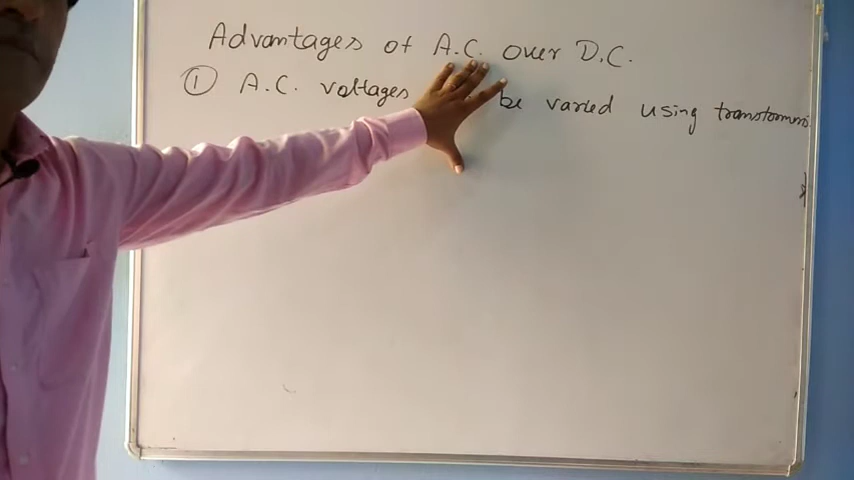 Advantages of A.C. over D.C.
① A.C. voltages be varied using transformers